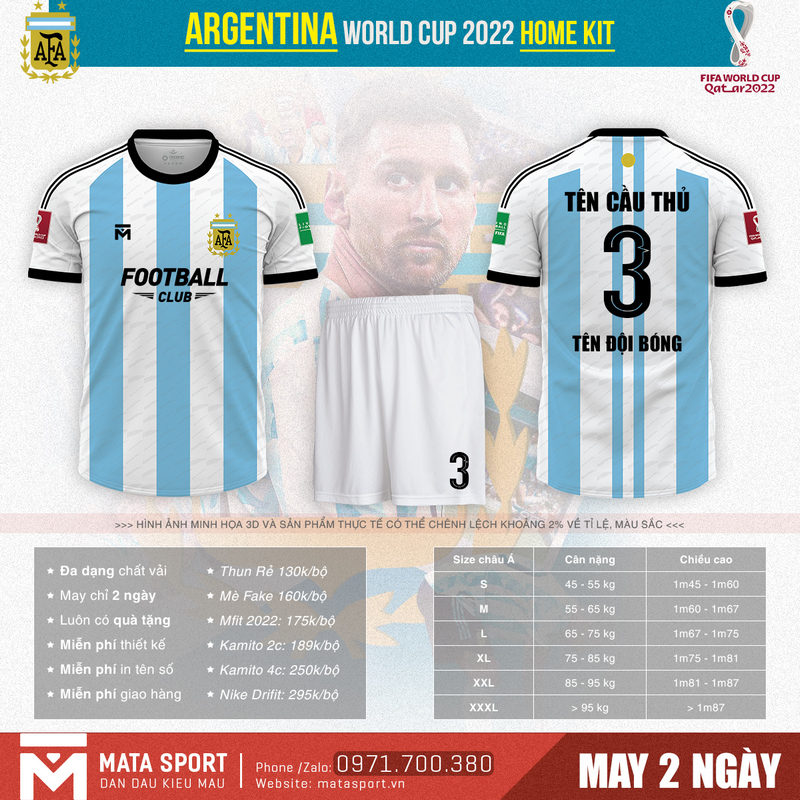 ARGENTINA WORLD CUP 2022 HOME KIT
AFA
FIFA WORLD CUP
Qatar2022
M
AFA
FOOTBALL
CLUB
TÊN CẦU THỦ
3
TÊN ĐỘI BÓNG
3
>>> HÌNH ẢNH MINH HỌA 3D VÀ SẢN PHẨM THỰC TẾ CÓ THỂ CHÊNH LỆCH KHOẢNG 2% VỀ TỈ LỆ, MÀU SẮC <<<
Đa dạng chất vải
May chỉ 2 ngày
Luôn có quà tặng
Miễn phí thiết kế
Miễn phí in tên số
Miễn phí giao hàng
Thun Rẻ 130k/bộ
Mè Fake 160k/bộ
Mfit 2022: 175k/bộ
Kamito 2c: 189k/bộ
Kamito 4c: 250k/bộ
Nike Drifit: 295k/bộ
Size châu Á Cân nặng Chiều cao
S 45 - 55 kg 1m45 - 1m60
M 55 - 65 kg 1m60 - 1m67
L 65 - 75 kg 1m67 - 1m75
XL 75 - 85 kg 1m75 - 1m81
XXL 85 - 95 kg 1m81 - 1m87
XXXL > 95 kg > 1m87
MATA SPORT
DAN DAU KIEU MAU
Phone /Zalo: 0971.700.380
Website: matasport.vn
MAY 2 NGÀY